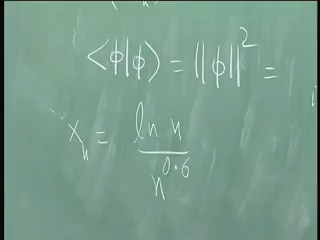 <ϕ|ϕ> = ||ϕ||² =
xₙ = ln n / n^0.6